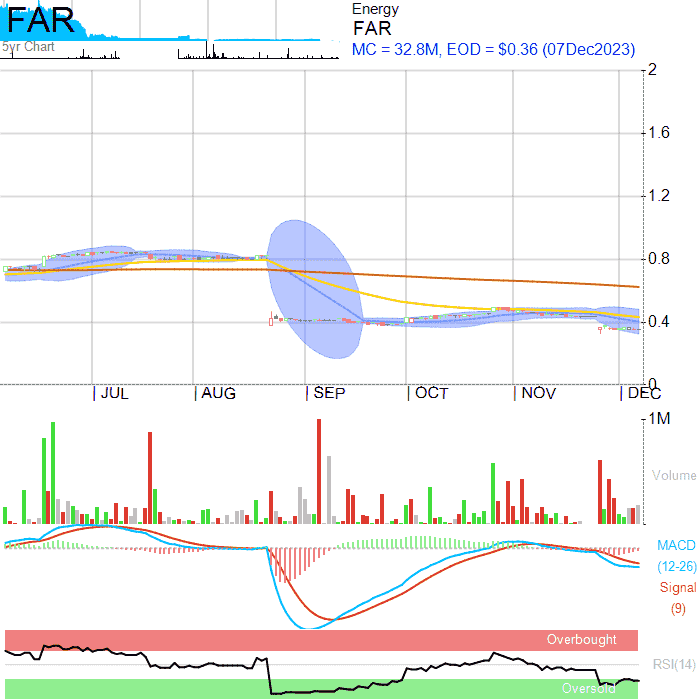 FAR
5yr Chart
Energy
FAR
MC = 32.8M, EOD = $0.36 (07Dec2023)
2
1.6
1.2
0.8
0.4
0
JUL AUG SEP OCT NOV DEC
1M
Volume
MACD
(12-26)
Signal
(9)
Overbought
RSI(14)
Oversold